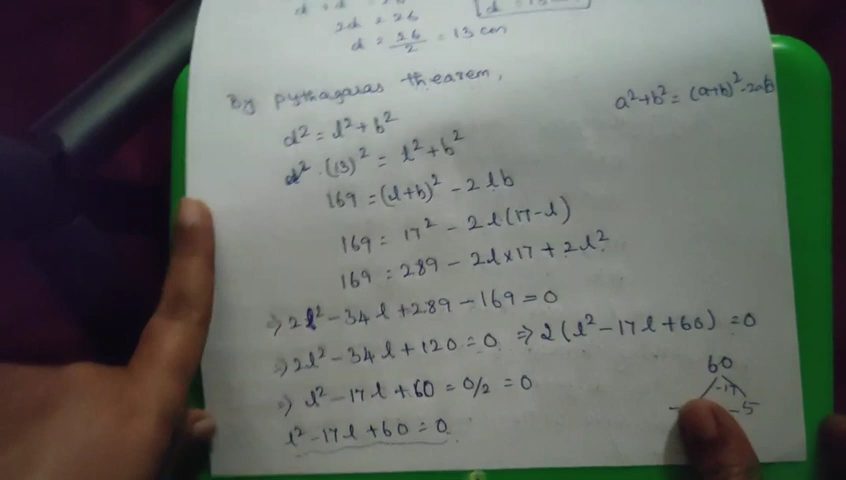 2d = 26
d = 26/2 = 13 cm
By pythagaras thearem,
a²+b² = (a+b)²-2ab
d² = l² + b²
(13)² = l² + b²
169 = (l+b)² - 2lb
169 = 17² - 2l(17-l)
169 = 289 - 2l×17 + 2l²
⇒ 2l² - 34l + 289 - 169 = 0
⇒ 2l² - 34l + 120 = 0 ⇒ 2(l² - 17l + 60) = 0
⇒ l² - 17l + 60 = 0/2 = 0
l² - 17l + 60 = 0
60
-17
-5